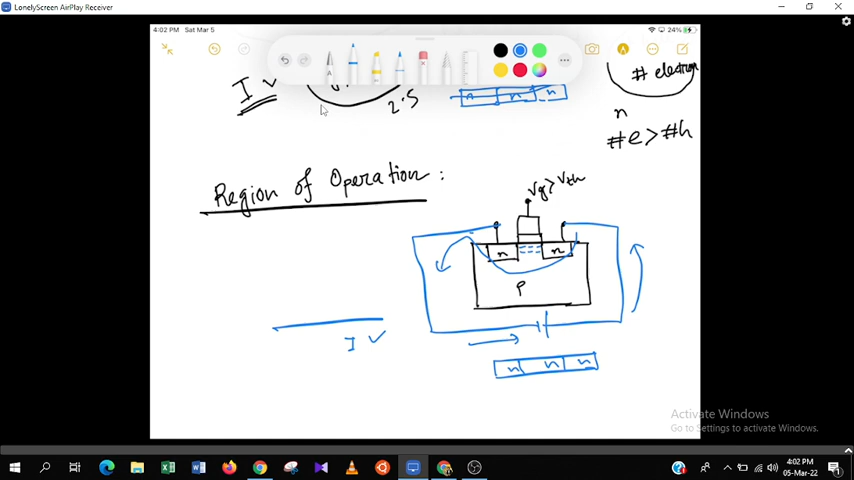 LonelyScreen AirPlay Receiver
4:02 PM Sat Mar 5
24%
A
I
2.5
n n n
# electron
n
#e > #h
Region of Operation :
Vg > Vth
n n
P
I ✓
n n n
Activate Windows
Go to Settings to activate Windows.
4:02 PM
05-Mar-22